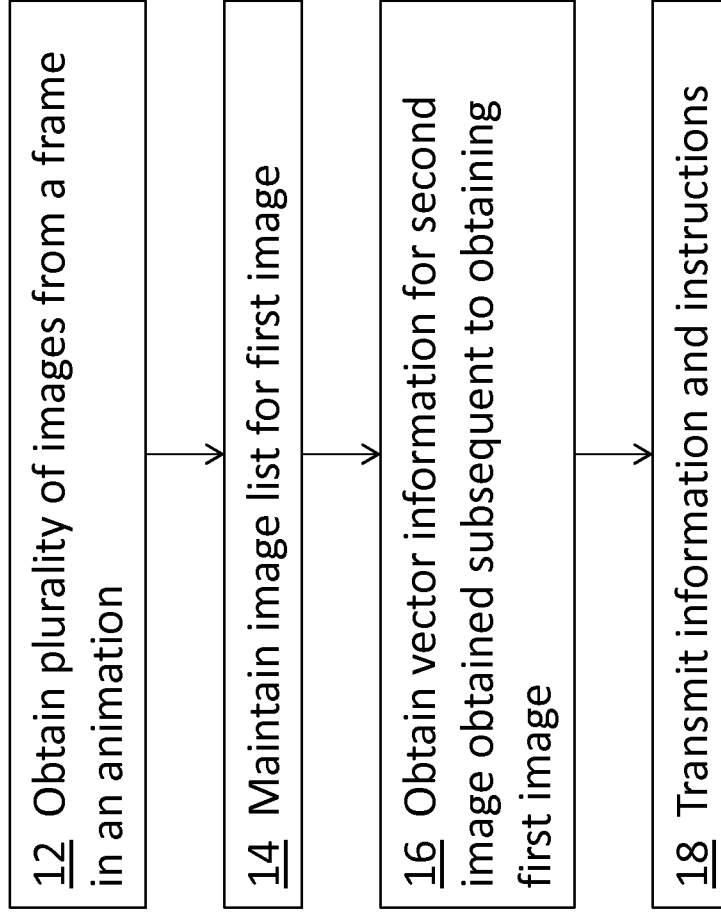 12 Obtain plurality of images from a frame
in an animation
14 Maintain image list for first image
16 Obtain vector information for second
image obtained subsequent to obtaining
first image
18 Transmit information and instructions